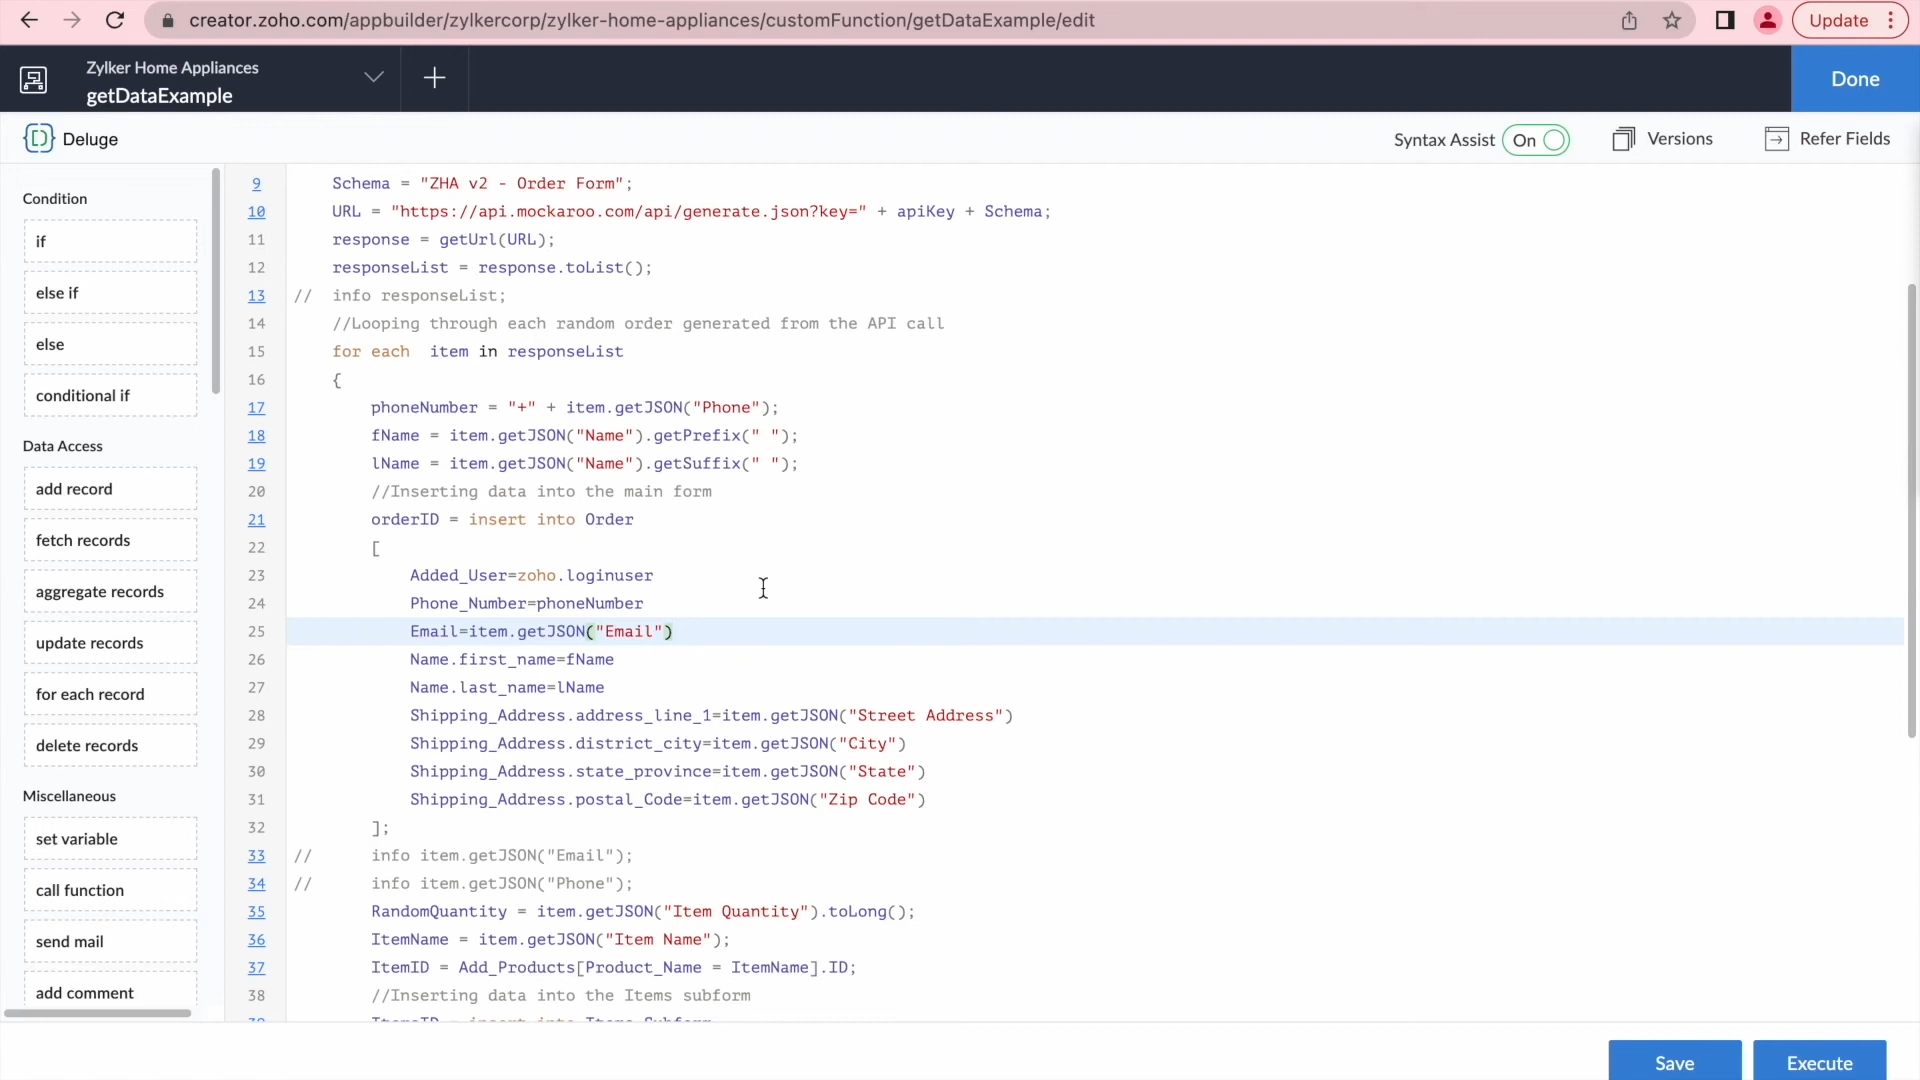 creator.zoho.com/appbuilder/zylkercorp/zylker-home-appliances/customFunction/getDataExample/edit
Update
Zylker Home Appliances
getDataExample
Done
Deluge
Syntax Assist On
Versions
Refer Fields
Condition
if
else if
else
conditional if
Data Access
add record
fetch records
aggregate records
update records
for each record
delete records
Miscellaneous
set variable
call function
send mail
add comment
9 Schema = "ZHA v2 - Order Form";
10 URL = "https://api.mockaroo.com/api/generate.json?key=" + apiKey + Schema;
11 response = getUrl(URL);
12 responseList = response.toList();
13 // info responseList;
14 //Looping through each random order generated from the API call
15 for each  item in responseList
16 {
17 phoneNumber = "+" + item.getJSON("Phone");
18 fName = item.getJSON("Name").getPrefix(" ");
19 lName = item.getJSON("Name").getSuffix(" ");
20 //Inserting data into the main form
21 orderID = insert into Order
22 [
23 Added_User=zoho.loginuser
24 Phone_Number=phoneNumber
25 Email=item.getJSON("Email")
26 Name.first_name=fName
27 Name.last_name=lName
28 Shipping_Address.address_line_1=item.getJSON("Street Address")
29 Shipping_Address.district_city=item.getJSON("City")
30 Shipping_Address.state_province=item.getJSON("State")
31 Shipping_Address.postal_Code=item.getJSON("Zip Code")
32 ];
33 // info item.getJSON("Email");
34 // info item.getJSON("Phone");
35 RandomQuantity = item.getJSON("Item Quantity").toLong();
36 ItemName = item.getJSON("Item Name");
37 ItemID = Add_Products[Product_Name = ItemName].ID;
38 //Inserting data into the Items subform
Save
Execute